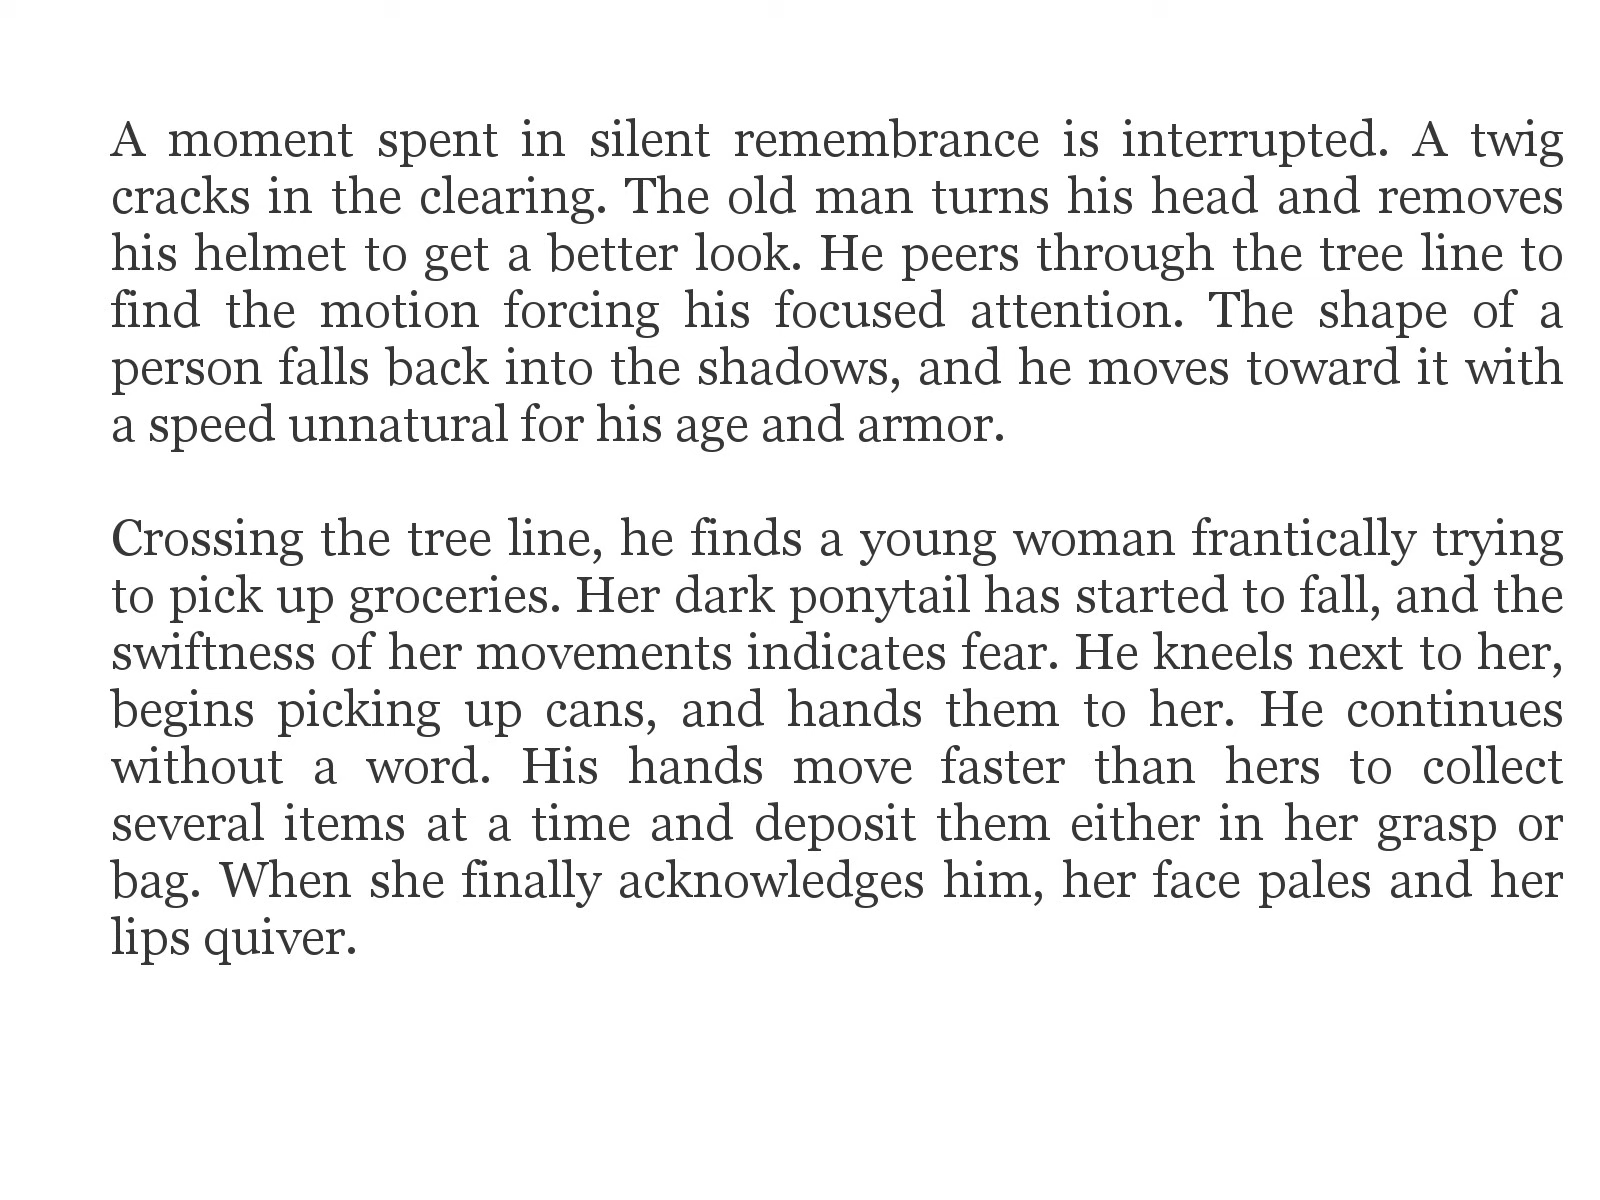 A moment spent in silent remembrance is interrupted. A twig
cracks in the clearing. The old man turns his head and removes
his helmet to get a better look. He peers through the tree line to
find the motion forcing his focused attention. The shape of a
person falls back into the shadows, and he moves toward it with
a speed unnatural for his age and armor.
Crossing the tree line, he finds a young woman frantically trying
to pick up groceries. Her dark ponytail has started to fall, and the
swiftness of her movements indicates fear. He kneels next to her,
begins picking up cans, and hands them to her. He continues
without a word. His hands move faster than hers to collect
several items at a time and deposit them either in her grasp or
bag. When she finally acknowledges him, her face pales and her
lips quiver.